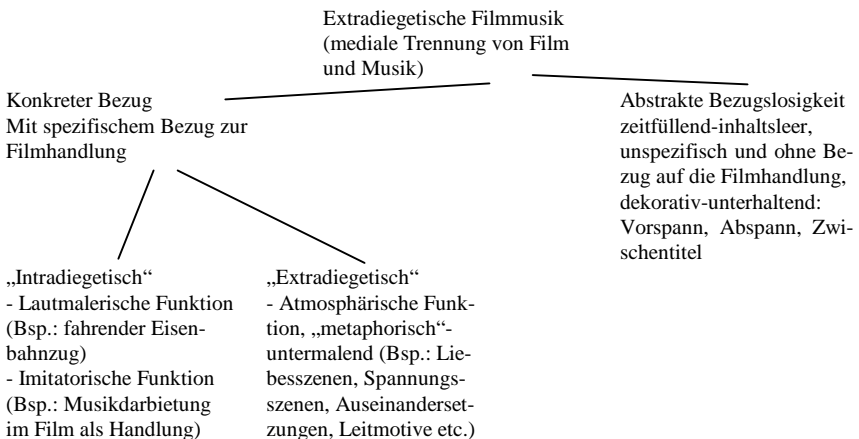 Extradiegetische Filmmusik
(mediale Trennung von Film
und Musik)
Konkreter Bezug
Mit spezifischem Bezug zur
Filmhandlung
Abstrakte Bezugslosigkeit
zeitfüllend-inhaltsleer,
unspezifisch und ohne Be-
zug auf die Filmhandlung,
dekorativ-unterhaltend:
Vorspann, Abspann, Zwi-
schentitel
„Intradiegetisch“
- Lautmalerische Funktion
(Bsp.: fahrender Eisen-
bahnzug)
- Imitatorische Funktion
(Bsp.: Musikdarbietung
im Film als Handlung)
„Extradiegetisch“
- Atmosphärische Funk-
tion, „metaphorisch“-
untermalend (Bsp.: Lie-
besszenen, Spannungs-
szenen, Auseinanderset-
zungen, Leitmotive etc.)